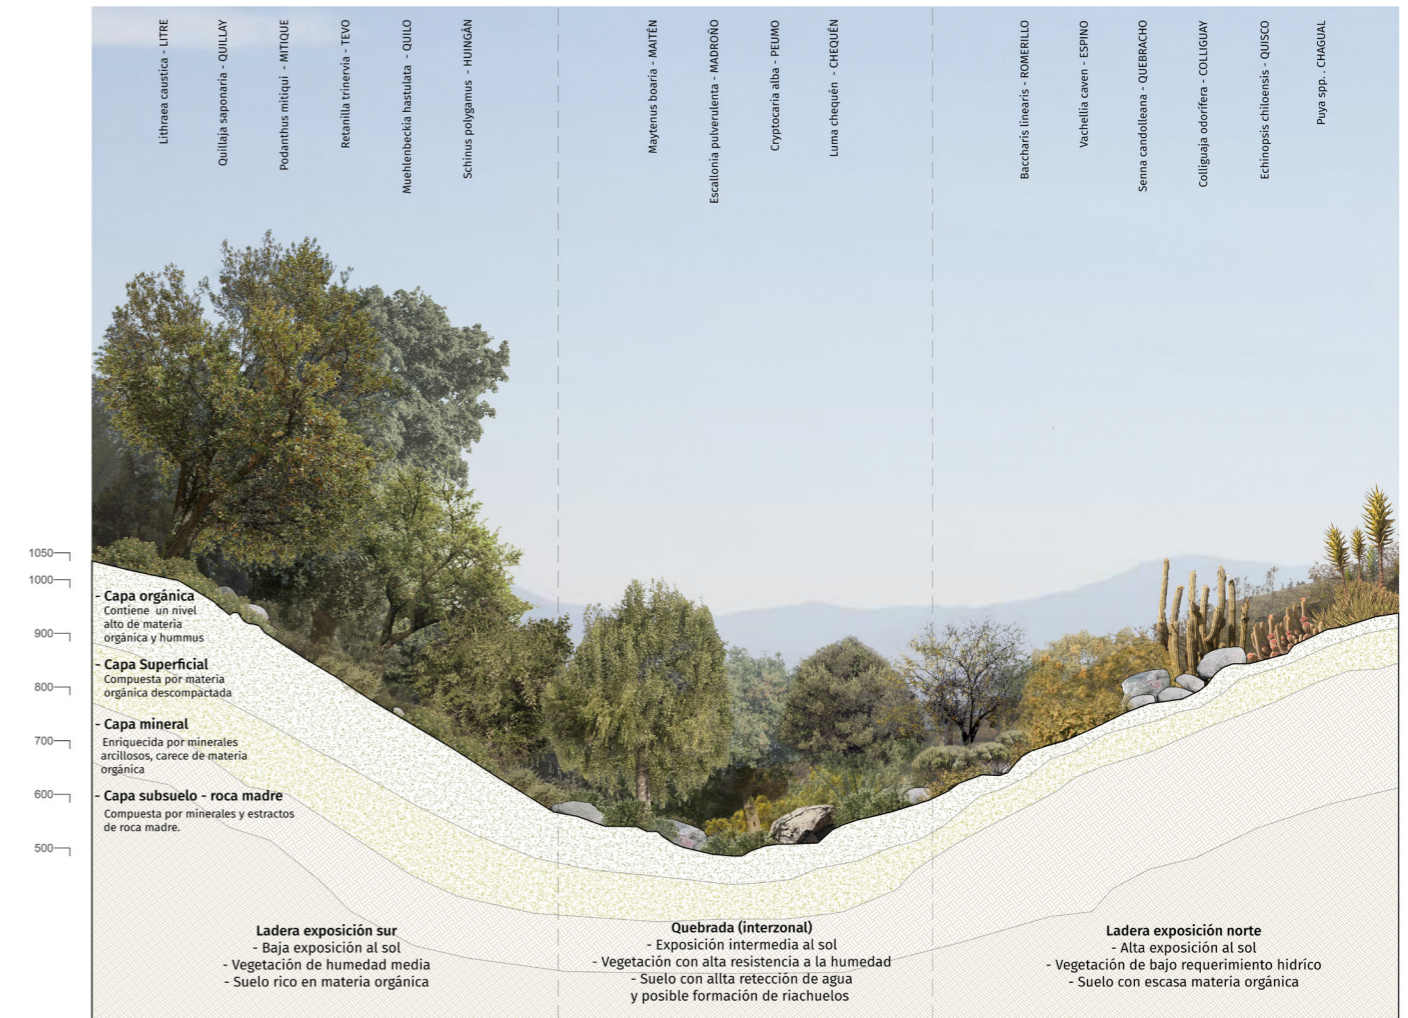 Lithraea caustica - LITRE
Quillaja saponaria - QUILLAY
Podanthus mitiqui - MITIQUE
Retanilla trinervia - TEVO
Muehlenbeckia hastulata - QUILO
Schinus polygamus - HUINGÁN
Maytenus boaria - MAITÉN
Escallonia pulverulenta - MADROÑO
Cryptocaria alba - PEUMO
Luma chequén - CHEQUÉN
Baccharis linearis - ROMERILLO
Vachellia caven - ESPINO
Senna candolleana - QUEBRACHO
Colliguaja odorífera - COLLIGUAY
Echinopsis chiloensis - QUISCO
Puya spp. . CHAGUAL
1050
1000
900
800
700
600
500
- Capa orgánica
Contiene un nivel
alto de materia
orgánica y hummus
- Capa Superficial
Compuesta por materia
orgánica descompactada
- Capa mineral
Enriquecida por minerales
arcillosos, carece de materia
orgánica
- Capa subsuelo - roca madre
Compuesta por minerales y estractos
de roca madre.
Ladera exposición sur
- Baja exposición al sol
- Vegetación de humedad media
- Suelo rico en materia orgánica
Quebrada (interzonal)
- Exposición intermedia al sol
- Vegetación con alta resistencia a la humedad
- Suelo con allta retección de agua
y posible formación de riachuelos
Ladera exposición norte
- Alta exposición al sol
- Vegetación de bajo requerimiento hidríco
- Suelo con escasa materia orgánica